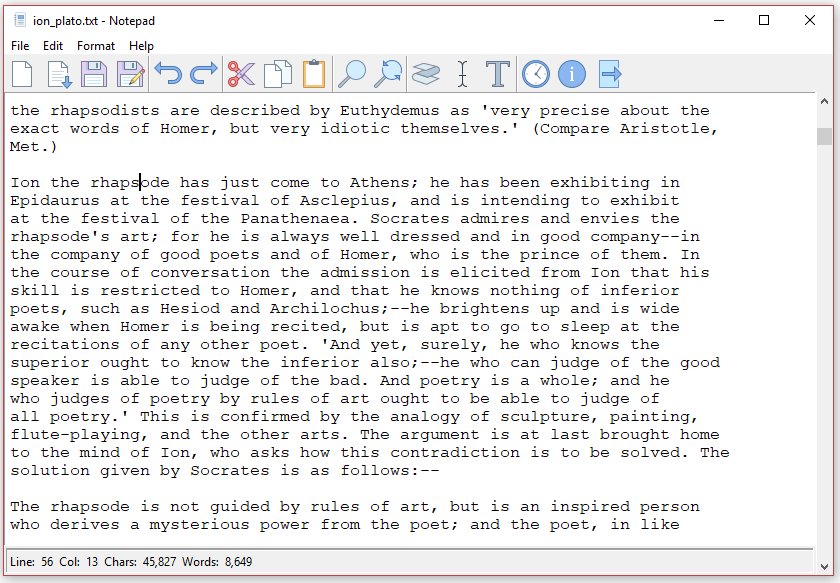 ion_plato.txt - Notepad
File Edit Format Help
the rhapsodists are described by Euthydemus as 'very precise about the
exact words of Homer, but very idiotic themselves.' (Compare Aristotle,
Met.)
Ion the rhapsode has just come to Athens; he has been exhibiting in
Epidaurus at the festival of Asclepius, and is intending to exhibit
at the festival of the Panathenaea. Socrates admires and envies the
rhapsode's art; for he is always well dressed and in good company--in
the company of good poets and of Homer, who is the prince of them. In
the course of conversation the admission is elicited from Ion that his
skill is restricted to Homer, and that he knows nothing of inferior
poets, such as Hesiod and Archilochus;--he brightens up and is wide
awake when Homer is being recited, but is apt to go to sleep at the
recitations of any other poet. 'And yet, surely, he who knows the
superior ought to know the inferior also;--he who can judge of the good
speaker is able to judge of the bad. And poetry is a whole; and he
who judges of poetry by rules of art ought to be able to judge of
all poetry.' This is confirmed by the analogy of sculpture, painting,
flute-playing, and the other arts. The argument is at last brought home
to the mind of Ion, who asks how this contradiction is to be solved. The
solution given by Socrates is as follows:--
The rhapsode is not guided by rules of art, but is an inspired person
who derives a mysterious power from the poet; and the poet, in like
Line: 56 Col: 13 Chars: 45,827 Words: 8,649